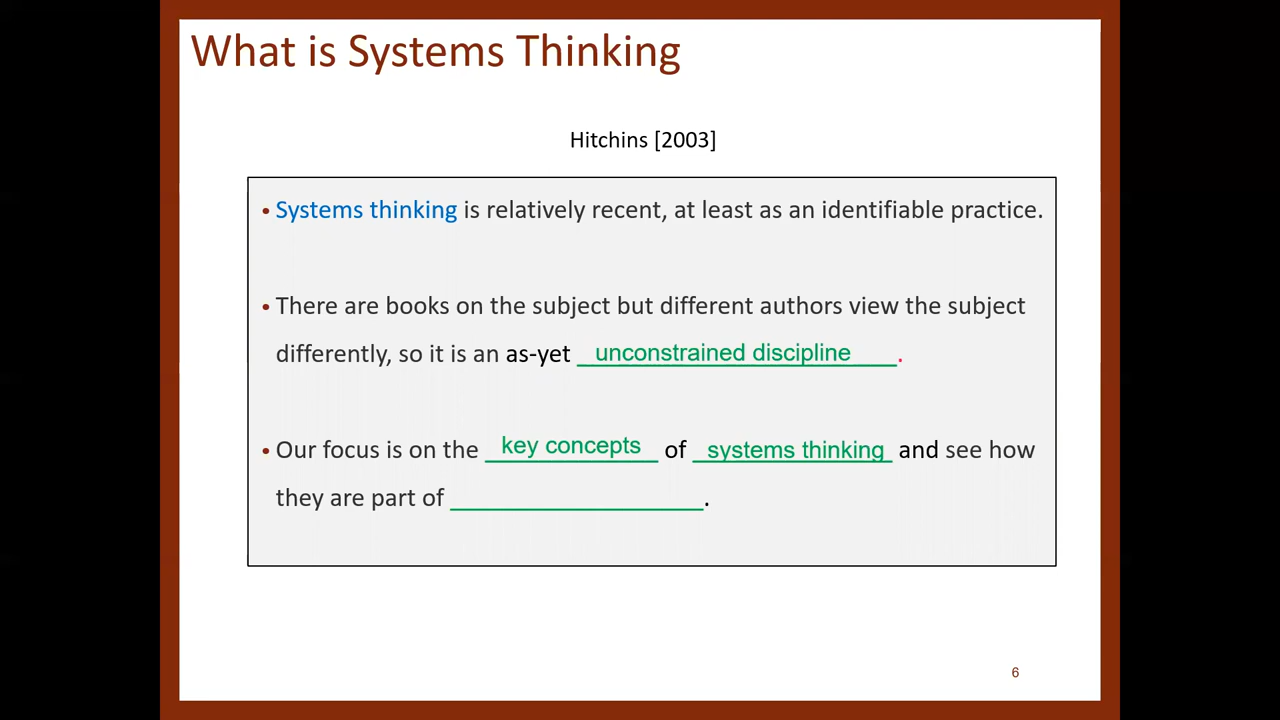 What is Systems Thinking
Hitchins [2003]
• Systems thinking is relatively recent, at least as an identifiable practice.
• There are books on the subject but different authors view the subject
differently, so it is an as-yet unconstrained discipline.
• Our focus is on the key concepts of systems thinking and see how
they are part of ____________________.
6